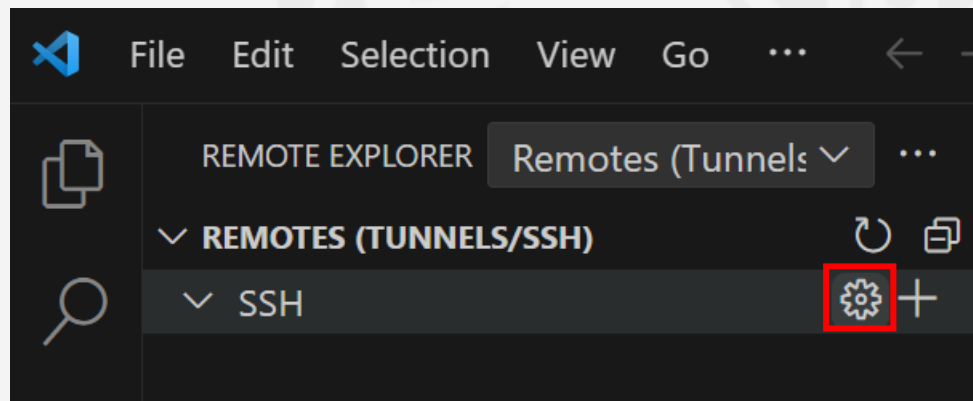 File Edit Selection View Go ...
REMOTE EXPLORER Remotes (Tunnels ...
REMOTES (TUNNELS/SSH)
SSH